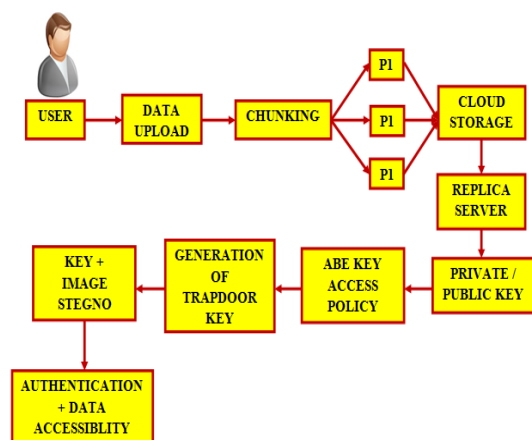 USER
DATA
UPLOAD
CHUNKING
P1
P1
P1
CLOUD
STORAGE
REPLICA
SERVER
PRIVATE /
PUBLIC KEY
ABE KEY
ACCESS
POLICY
GENERATION
OF
TRAPDOOR
KEY
KEY +
IMAGE
STEGNO
AUTHENTICATION
+ DATA
ACCESSIBLITY